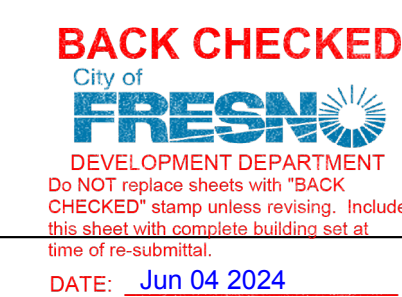 BACK CHECKED
City of
FRESNO
DEVELOPMENT DEPARTMENT
Do NOT replace sheets with "BACK
CHECKED" stamp unless revising. Include
this sheet with complete building set at
time of re-submittal.
DATE: Jun 04 2024